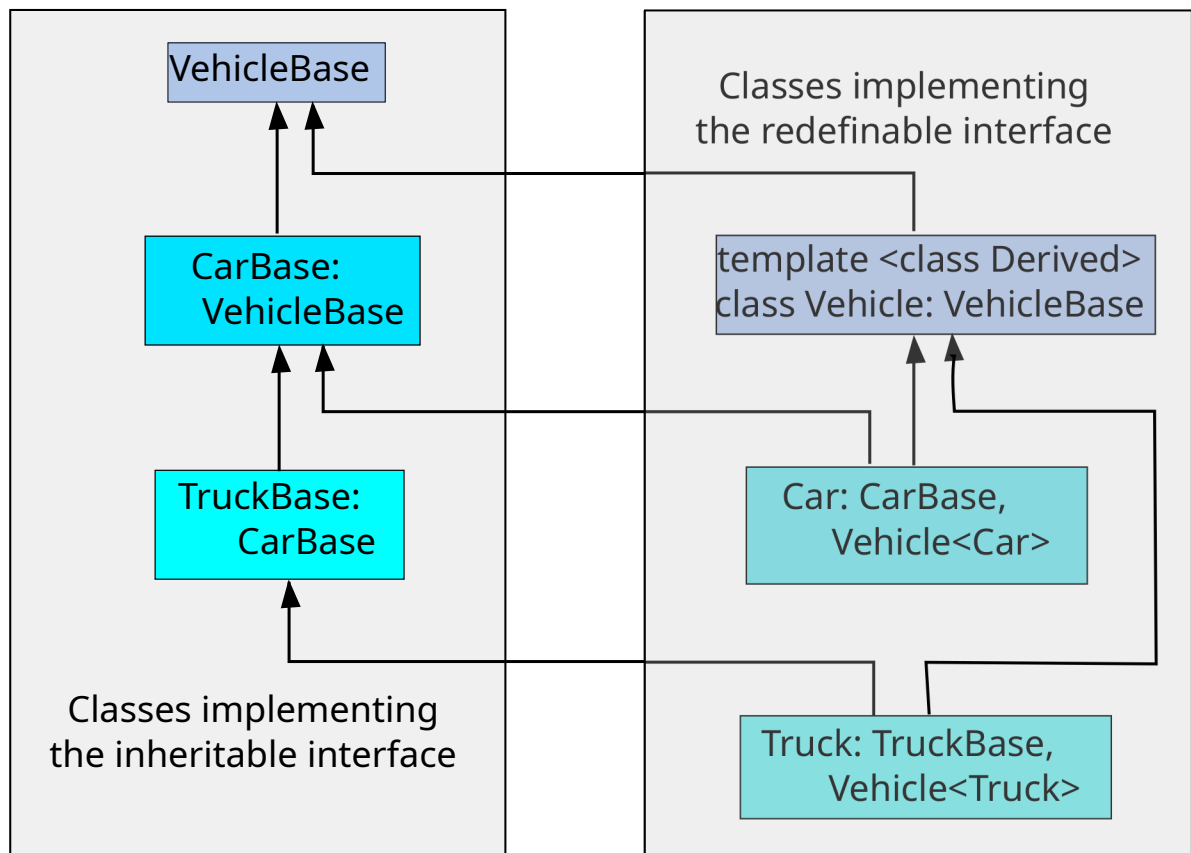 VehicleBase
CarBase:
VehicleBase
TruckBase:
CarBase
Classes implementing
the inheritable interface
Classes implementing
the redefinable interface
template <class Derived>
class Vehicle: VehicleBase
Car: CarBase,
Vehicle<Car>
Truck: TruckBase,
Vehicle<Truck>